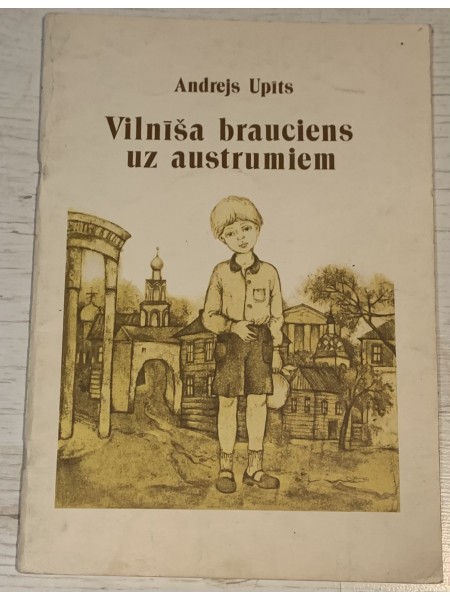 Andrejs Upīts
Vilnīša brauciens
uz austrumiem